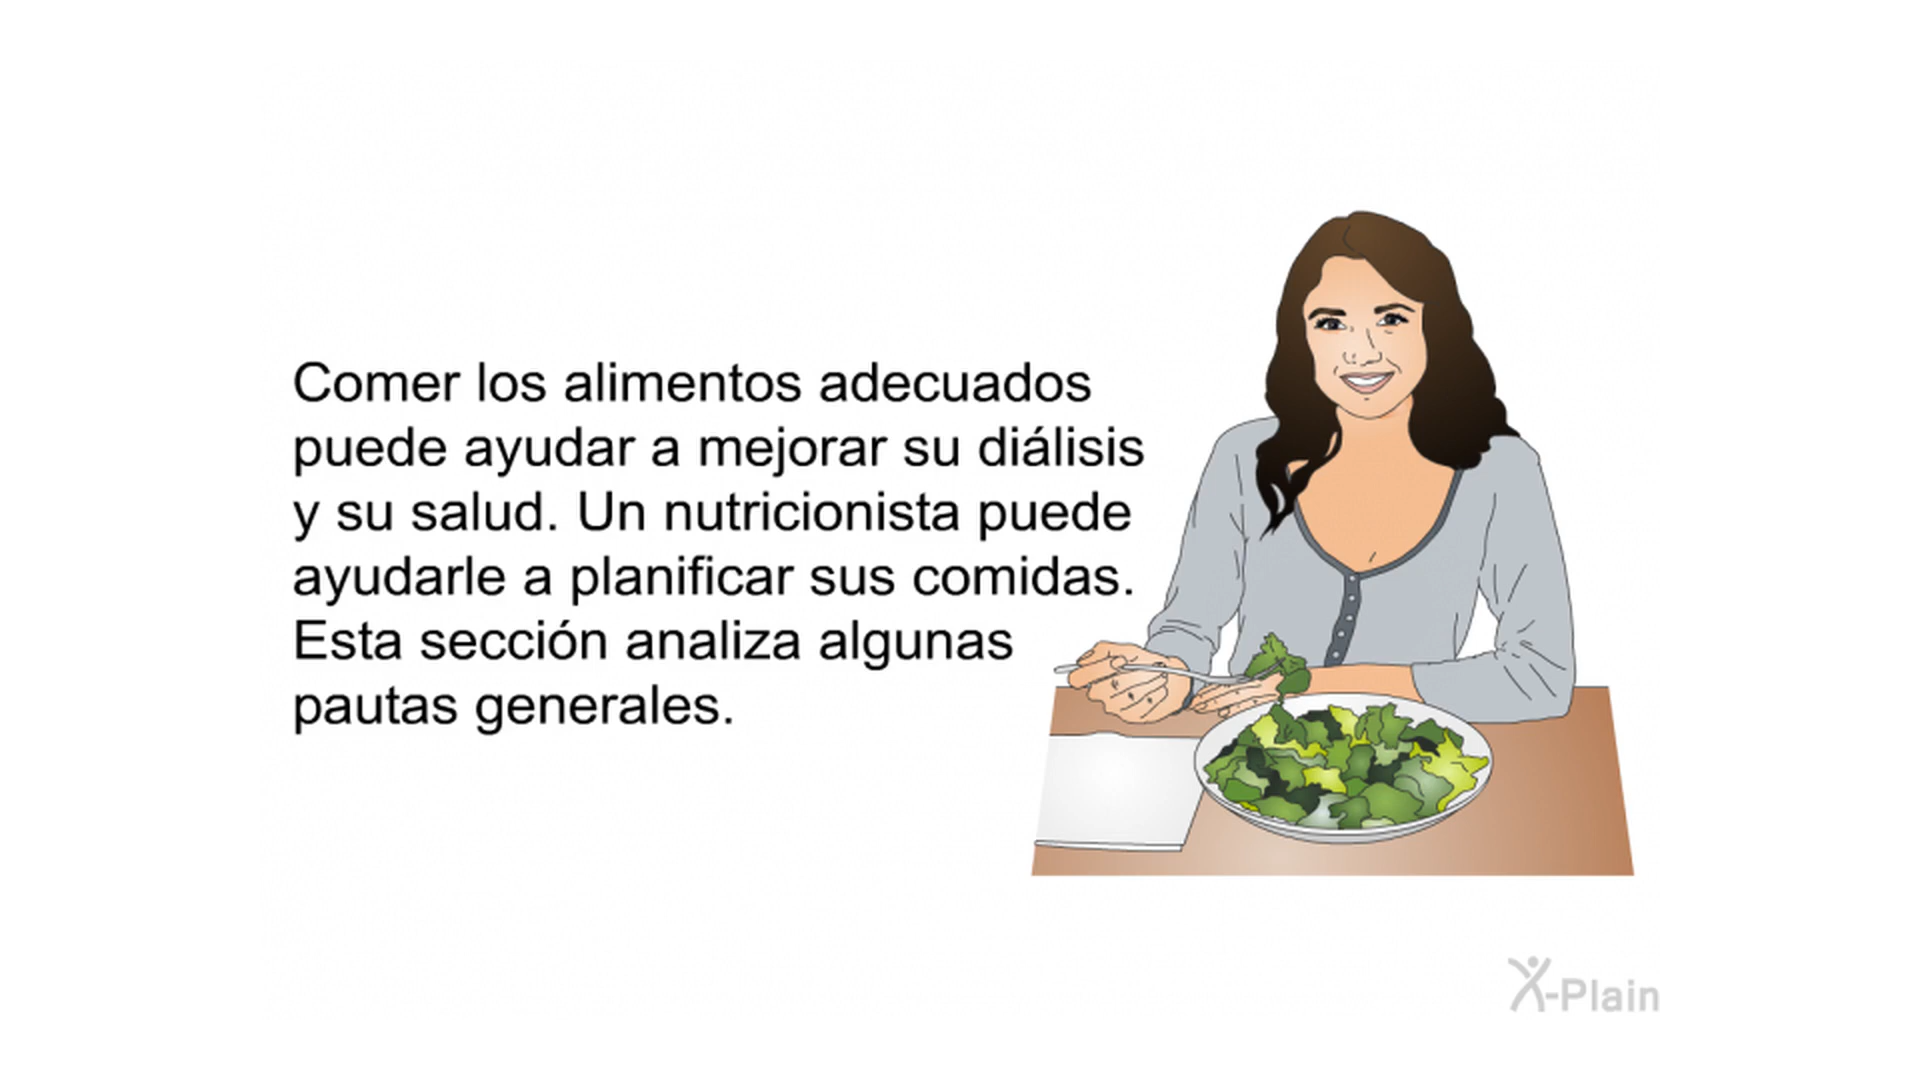 Comer los alimentos adecuados
puede ayudar a mejorar su diálisis
y su salud. Un nutricionista puede
ayudarle a planificar sus comidas.
Esta sección analiza algunas
pautas generales.
X-Plain